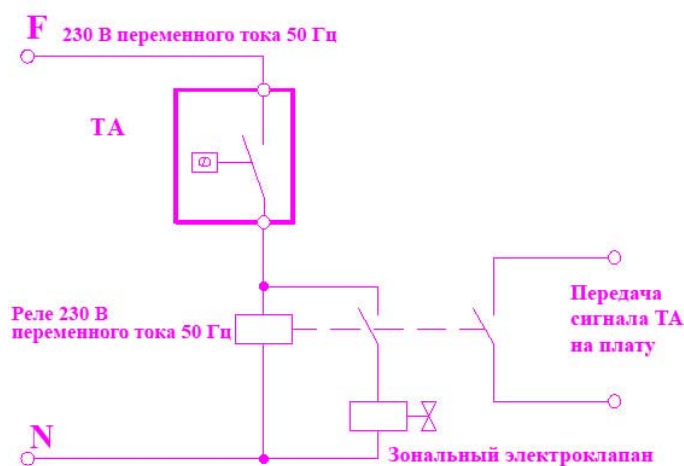 F 230 В переменного тока 50 Гц
ТА
Реле 230 В
переменного тока 50 Гц
Передача
сигнала ТА
на плату
N
Зональный электроклапан